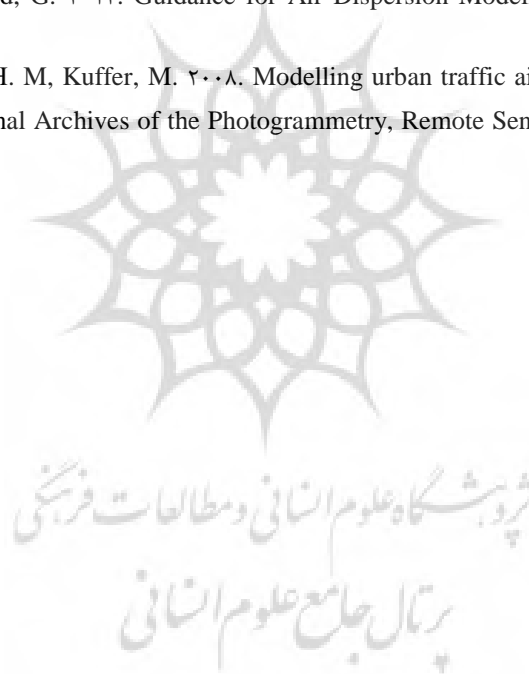 G. ۲۰۱۲. Guidance for Air Dispersion Model
H. M, Kuffer, M. ۲۰۰۸. Modelling urban traffic ai
nal Archives of the Photogrammetry, Remote Sen
پژوهشگاه علوم انسانی و مطالعات فرهنگی
پرتال جامع علوم انسانی